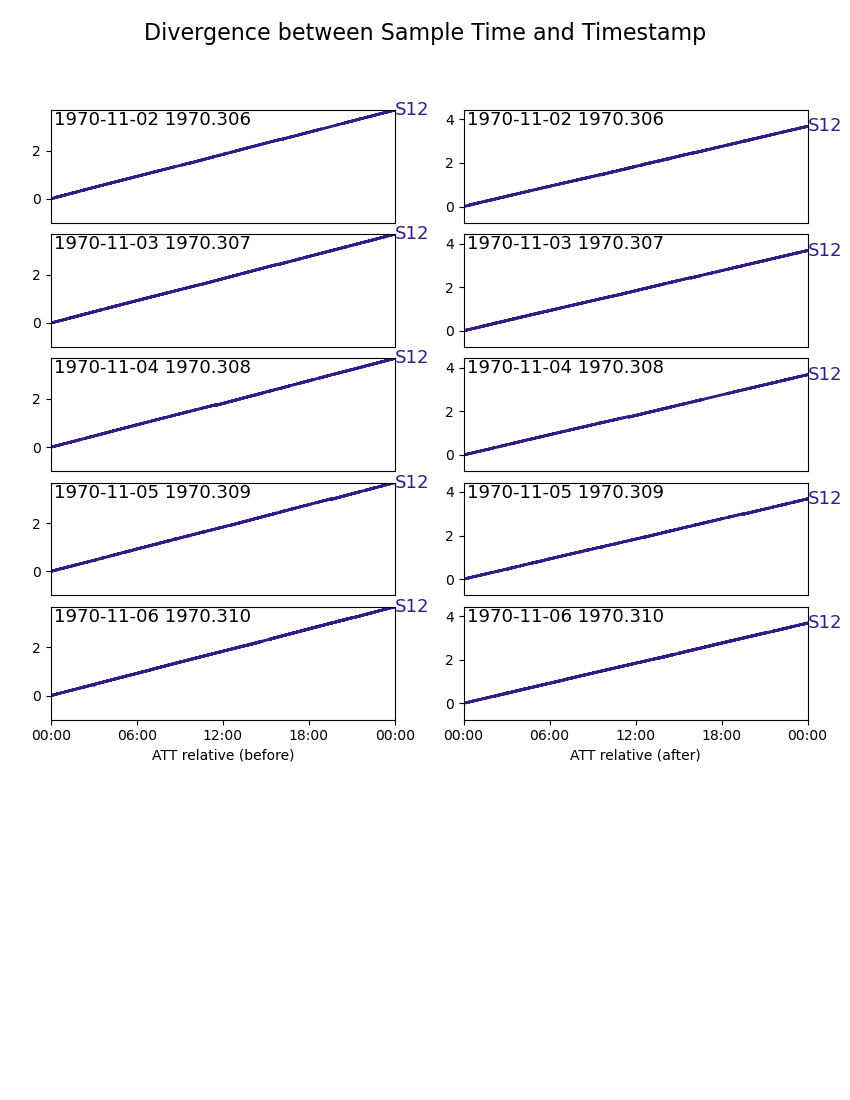 Divergence between Sample Time and Timestamp
1970-11-02 1970.306 S12
2
0
1970-11-02 1970.306 S12
4
2
0
1970-11-03 1970.307 S12
2
0
1970-11-03 1970.307 S12
4
2
0
1970-11-04 1970.308 S12
2
0
1970-11-04 1970.308 S12
4
2
0
1970-11-05 1970.309 S12
2
0
1970-11-05 1970.309 S12
4
2
0
1970-11-06 1970.310 S12
2
0
00:00 06:00 12:00 18:00 00:00
ATT relative (before)
1970-11-06 1970.310 S12
4
2
0
00:00 06:00 12:00 18:00 00:00
ATT relative (after)